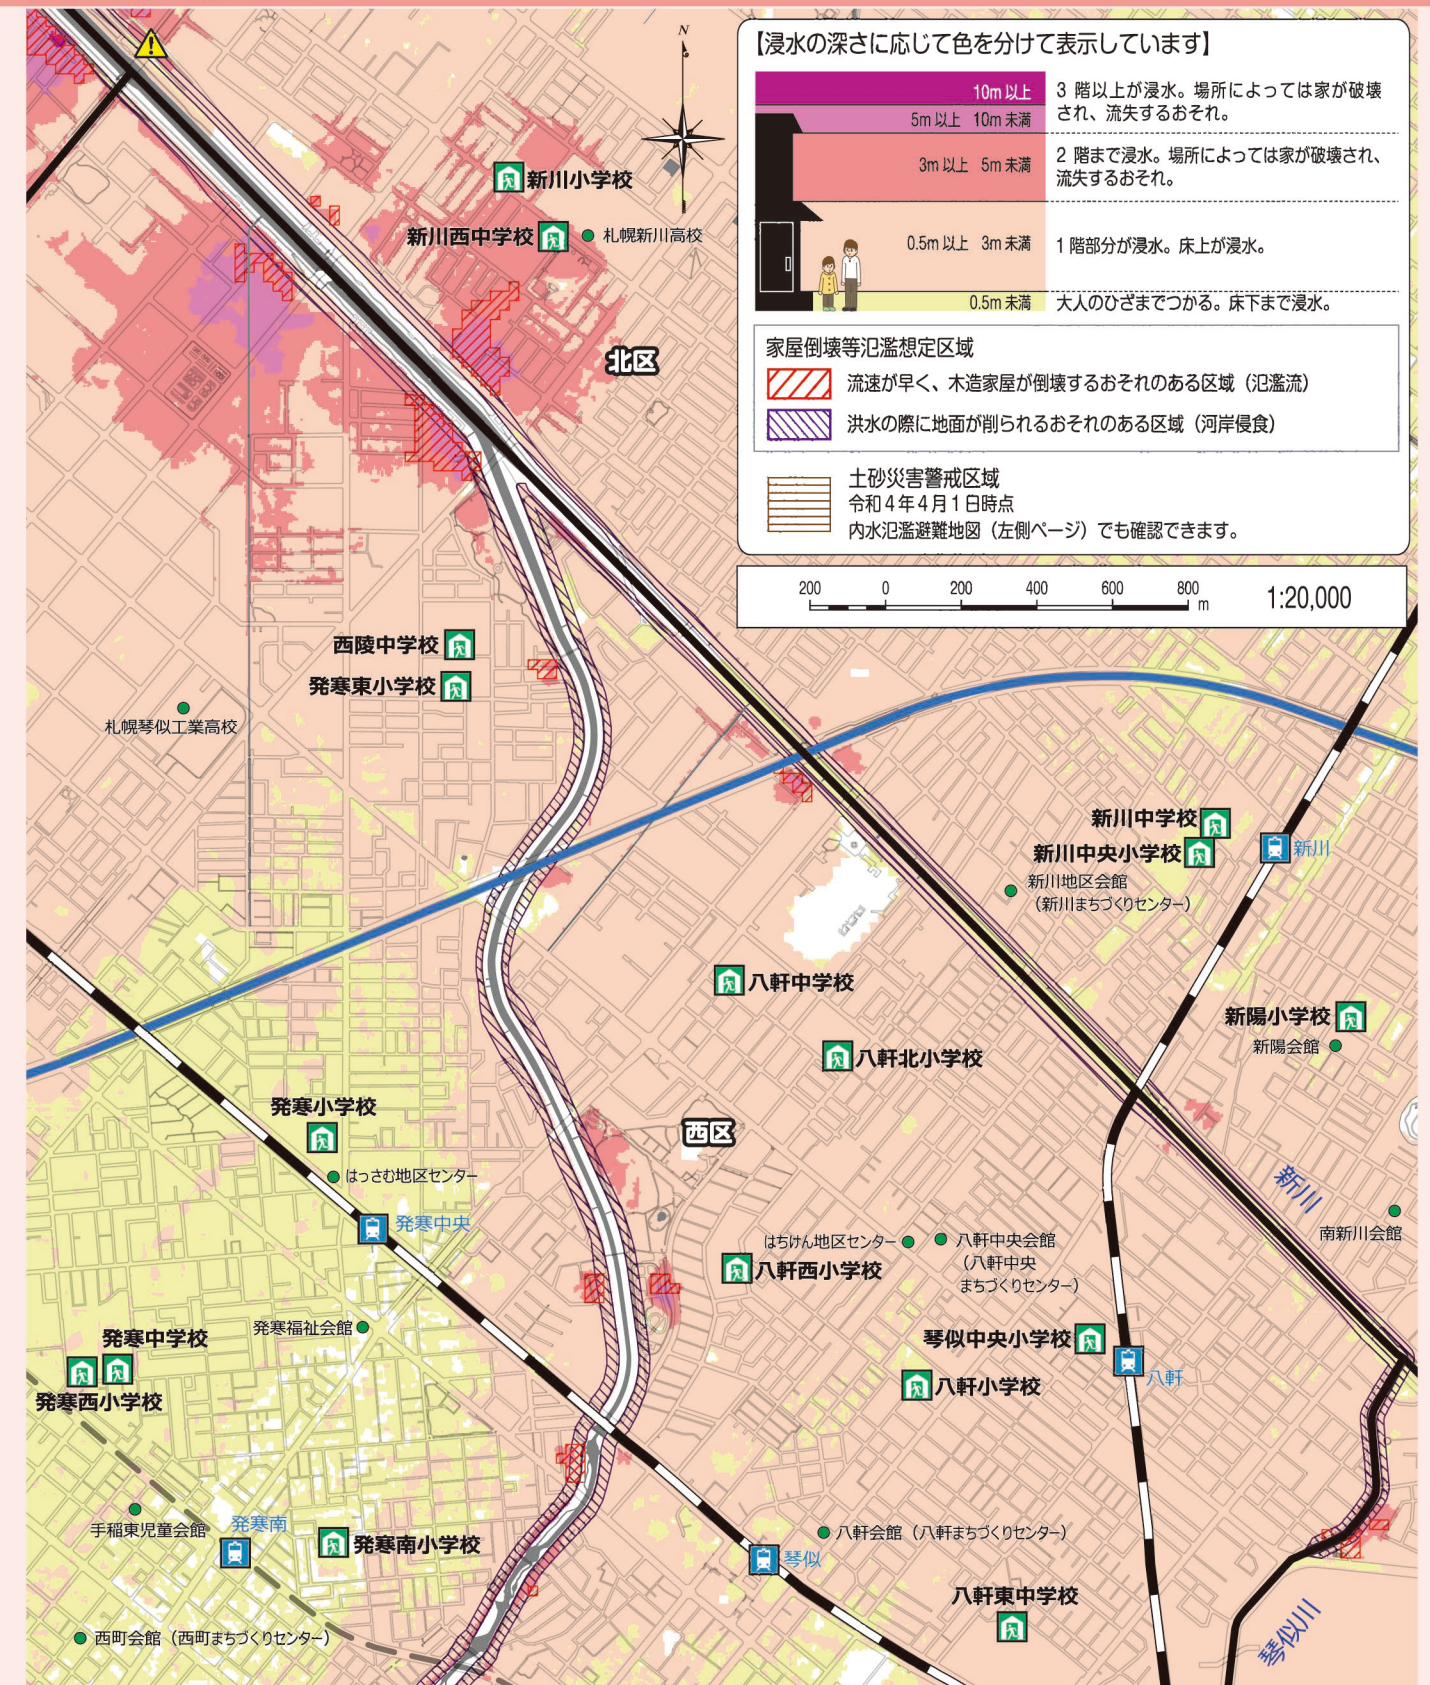 N
【浸水の深さに応じて色を分けて表示しています】
10m以上
5m以上 10m未満
3階以上が浸水。場所によっては家が破壊
され、流失するおそれ。
3m以上 5m未満
2階まで浸水。場所によっては家が破壊され、
流失するおそれ。
0.5m以上 3m未満
1階部分が浸水。床上が浸水。
0.5m未満
大人のひざまでつかる。床下まで浸水。
家屋倒壊等氾濫想定区域
流速が早く、木造家屋が倒壊するおそれのある区域（氾濫流）
洪水の際に地面が削られるおそれのある区域（河岸侵食）
土砂災害警戒区域
令和4年4月1日時点
内水氾濫避難地図（左側ページ）でも確認できます。
200 0 200 400 600 800 m
1:20,000
新川小学校
新川西中学校
札幌新川高校
北区
西陵中学校
発寒東小学校
札幌琴似工業高校
新川中学校
新川中央小学校
新川
新川地区会館
（新川まちづくりセンター）
八軒中学校
新陽小学校
新陽会館
八軒北小学校
発寒小学校
西区
はっさむ地区センター
発寒中央
新川
南新川会館
はちけん地区センター
八軒中央会館
（八軒中央
まちづくりセンター）
八軒西小学校
発寒福祉会館
発寒中学校
発寒西小学校
琴似中央小学校
八軒
八軒小学校
手稲東児童会館
発寒南
発寒南小学校
八軒会館（八軒まちづくりセンター）
琴似
八軒東中学校
琴似川
西町会館（西町まちづくりセンター）